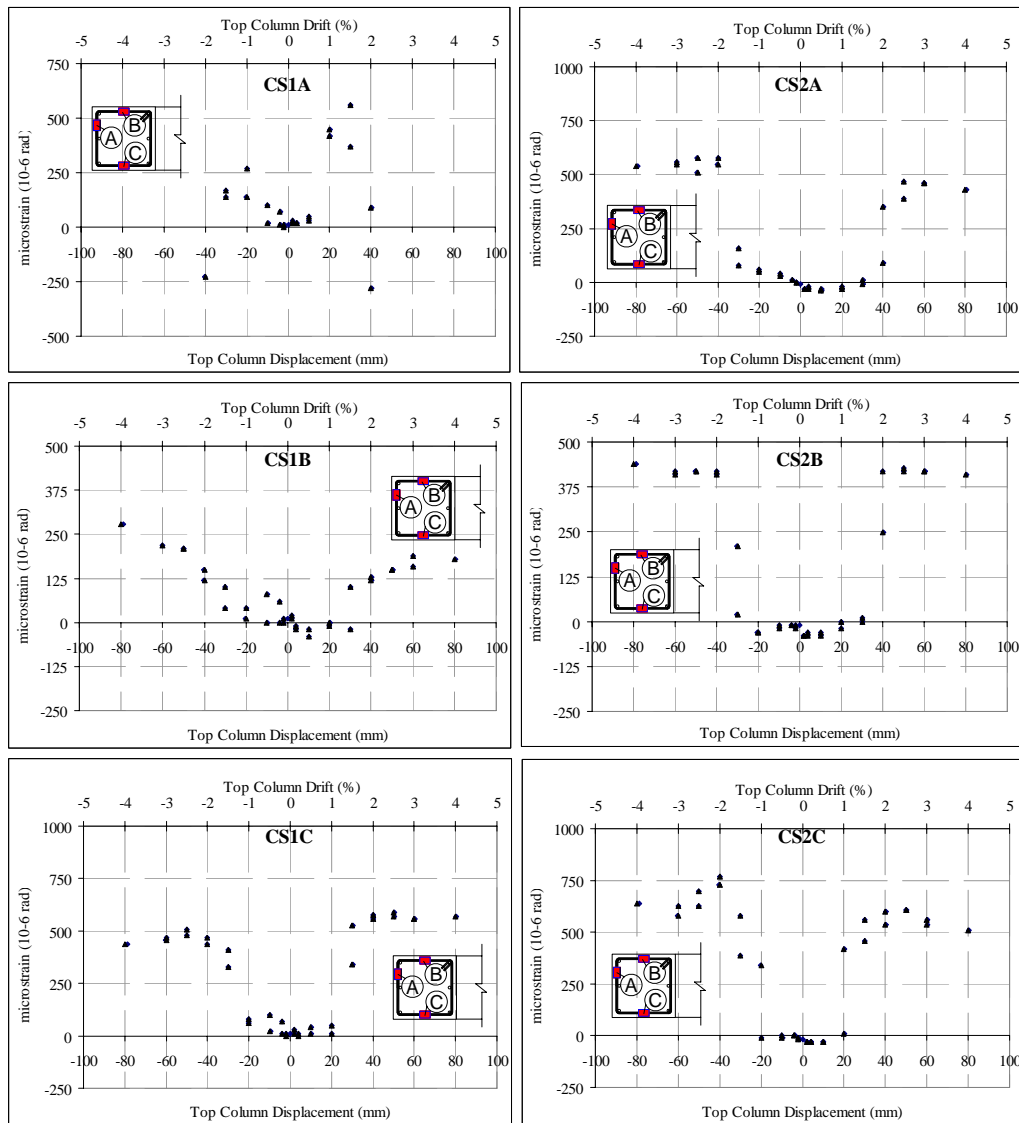 Top Column Drift (%)
-5 -4 -3 -2 -1 0 1 2 3 4 5
CS1A
microstrain (10-6 rad)
750
500
250
0
-250
-500
A
B
C
-100 -80 -60 -40 -20 0 20 40 60 80 100
Top Column Displacement (mm)
Top Column Drift (%)
-5 -4 -3 -2 -1 0 1 2 3 4 5
CS2A
microstrain (10-6 rad)
1000
750
500
250
0
-250
A
B
C
-100 -80 -60 -40 -20 0 20 40 60 80 100
Top Column Displacement (mm)
Top Column Drift (%)
-5 -4 -3 -2 -1 0 1 2 3 4 5
CS1B
microstrain (10-6 rad)
500
375
250
125
0
-125
-250
A
B
C
-100 -80 -60 -40 -20 0 20 40 60 80 100
Top Column Displacement (mm)
Top Column Drift (%)
-5 -4 -3 -2 -1 0 1 2 3 4 5
CS2B
microstrain (10-6 rad)
500
375
250
125
0
-125
-250
A
B
C
-100 -80 -60 -40 -20 0 20 40 60 80 100
Top Column Displacement (mm)
Top Column Drift (%)
-5 -4 -3 -2 -1 0 1 2 3 4 5
CS1C
microstrain (10-6 rad)
1000
750
500
250
0
-250
A
B
C
-100 -80 -60 -40 -20 0 20 40 60 80 100
Top Column Displacement (mm)
Top Column Drift (%)
-5 -4 -3 -2 -1 0 1 2 3 4 5
CS2C
microstrain (10-6 rad)
1000
750
500
250
0
-250
A
B
C
-100 -80 -60 -40 -20 0 20 40 60 80 100
Top Column Displacement (mm)